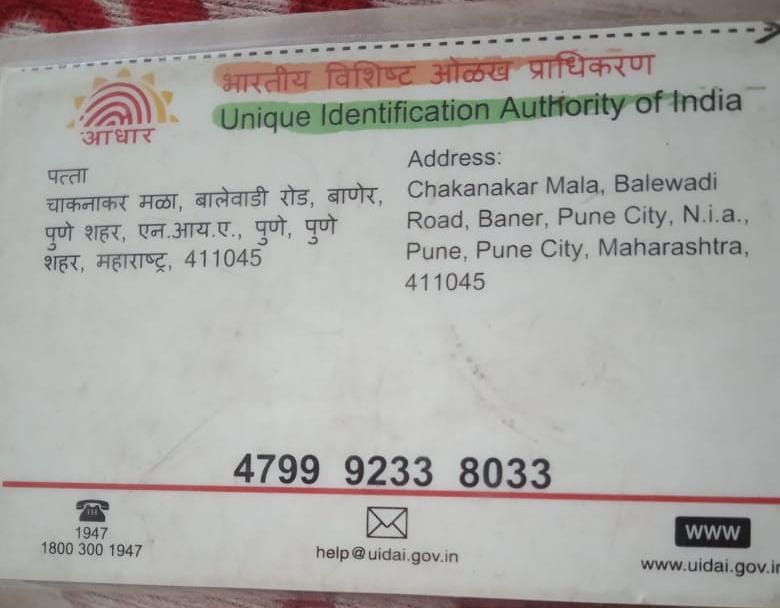 भारतीय विशिष्ट ओळख प्राधिकरण
Unique Identification Authority of India
आधार
पत्ता
चाकनाकर मळा, बालेवाडी रोड, बाणेर,
पुणे शहर, एन.आय.ए., पुणे, पुणे
शहर, महाराष्ट्र, 411045
Address:
Chakanakar Mala, Balewadi
Road, Baner, Pune City, N.i.a.,
Pune, Pune City, Maharashtra,
411045
4799 9233 8033
1947
1800 300 1947
help@uidai.gov.in
www
www.uidai.gov.in